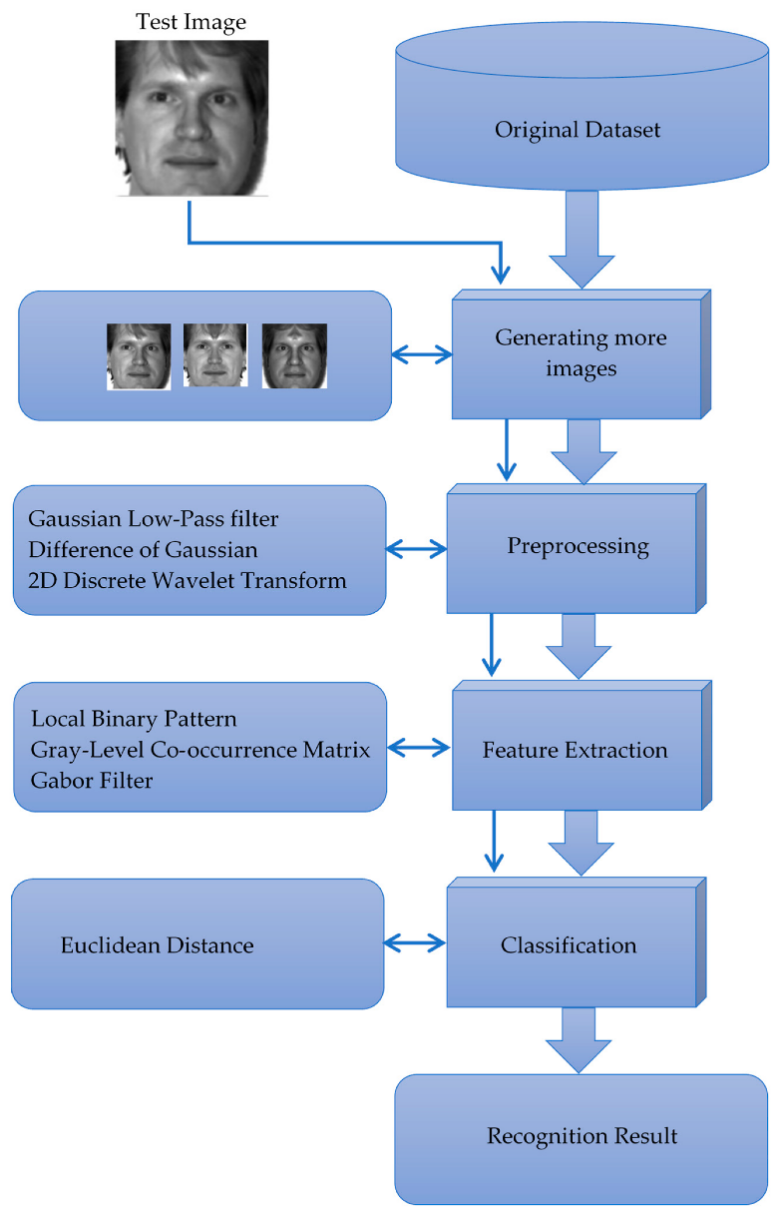 Test Image
Original Dataset
Generating more
images
Gaussian Low-Pass filter
Difference of Gaussian
2D Discrete Wavelet Transform
Preprocessing
Local Binary Pattern
Gray-Level Co-occurrence Matrix
Gabor Filter
Feature Extraction
Euclidean Distance
Classification
Recognition Result